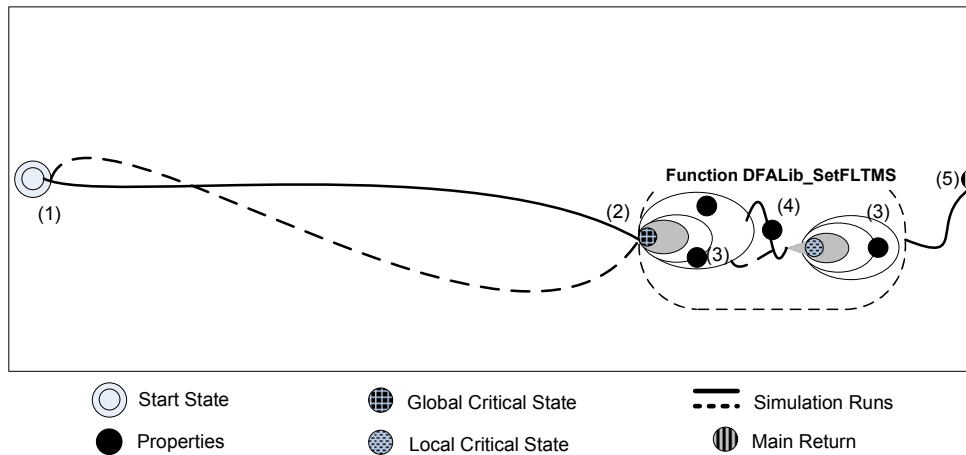 Function DFALib_SetFLTMS
(5)
(1)
(2)
(4)
(3)
(3)
Start State
Global Critical State
Simulation Runs
Properties
Local Critical State
Main Return